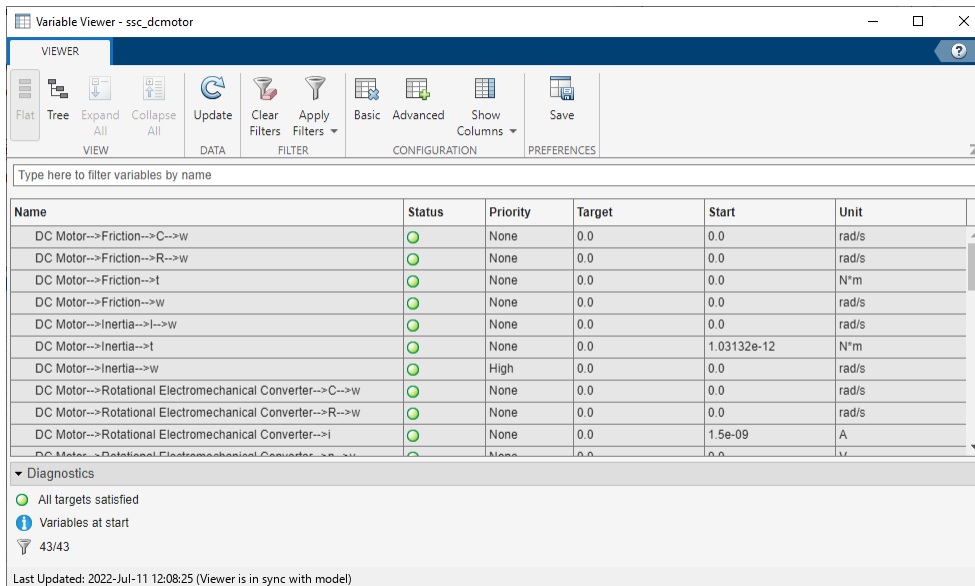 Variable Viewer - ssc_dcmotor
VIEWER
?
Flat Tree Expand All Collapse All Update Clear Filters Apply Filters Basic Advanced Show Columns Save
VIEW DATA FILTER CONFIGURATION PREFERENCES
Type here to filter variables by name
Name Status Priority Target Start Unit
DC Motor-->Friction-->C-->w None 0.0 0.0 rad/s
DC Motor-->Friction-->R-->w None 0.0 0.0 rad/s
DC Motor-->Friction-->t None 0.0 0.0 N*m
DC Motor-->Friction-->w None 0.0 0.0 rad/s
DC Motor-->Inertia-->I-->w None 0.0 0.0 rad/s
DC Motor-->Inertia-->t None 0.0 1.03132e-12 N*m
DC Motor-->Inertia-->w High 0.0 0.0 rad/s
DC Motor-->Rotational Electromechanical Converter-->C-->w None 0.0 0.0 rad/s
DC Motor-->Rotational Electromechanical Converter-->R-->w None 0.0 0.0 rad/s
DC Motor-->Rotational Electromechanical Converter-->i None 0.0 1.5e-09 A
Diagnostics
All targets satisfied
Variables at start
43/43
Last Updated: 2022-Jul-11 12:08:25 (Viewer is in sync with model)